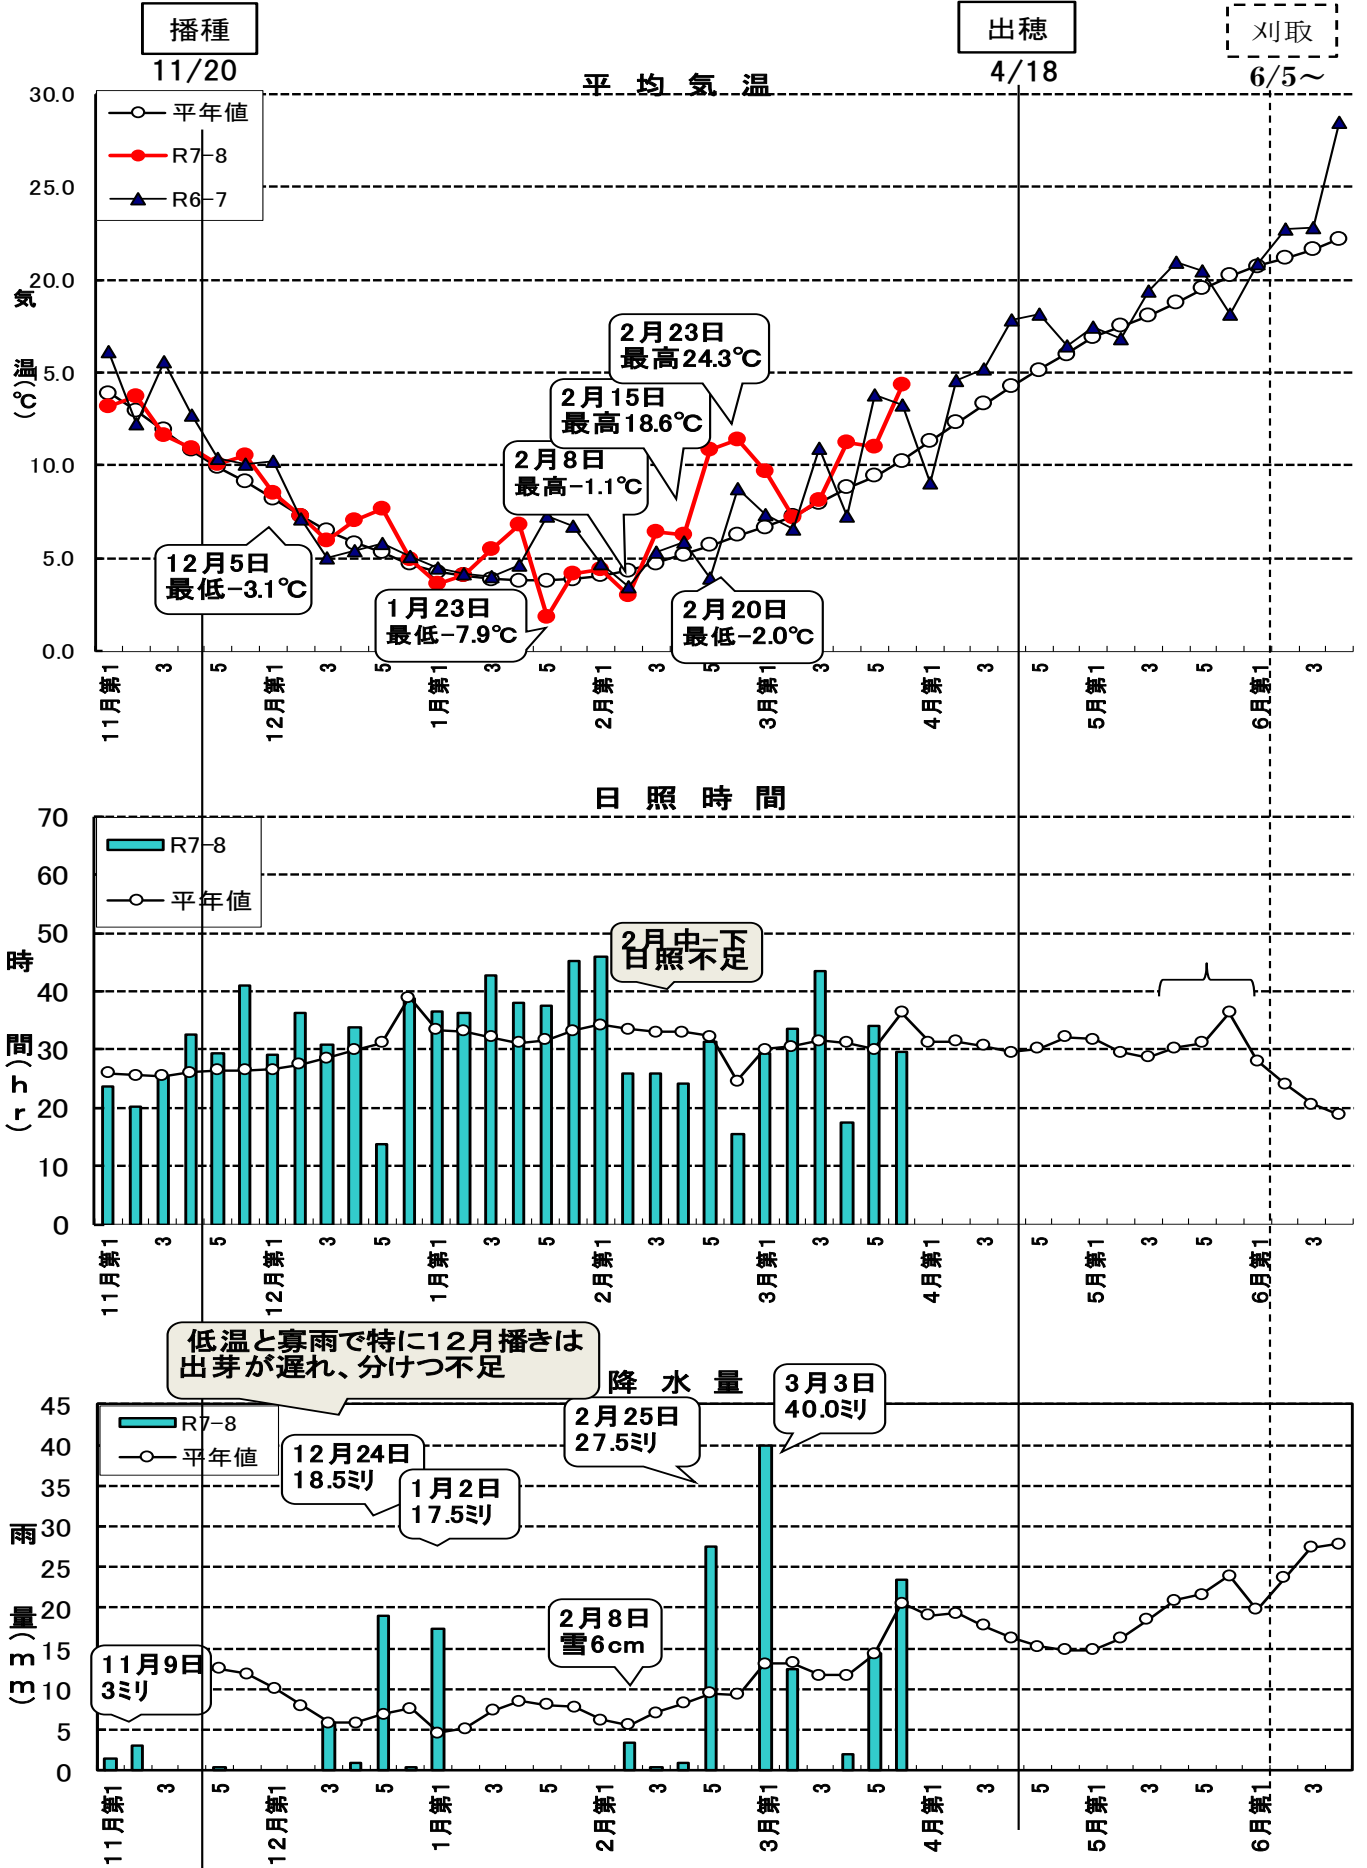 播種
11/20
出穂
4/18
刈取
6/5～
平均気温
30.0
25.0
20.0
15.0
10.0
5.0
0.0
気温(℃)
平年値
R7-8
R6-7
12月5日
最低-3.1℃
1月23日
最低-7.9℃
2月8日
最高-1.1℃
2月15日
最高18.6℃
2月23日
最高24.3℃
2月20日
最低-2.0℃
11月第1
3
5
12月第1
3
5
1月第1
3
5
2月第1
3
5
3月第1
3
5
4月第1
3
5
5月第1
3
5
6月第1
3
日照時間
70
60
50
40
30
20
10
0
時間(hr)
R7-8
平年値
2月中-下
日照不足
11月第1
3
5
12月第1
3
5
1月第1
3
5
2月第1
3
5
3月第1
3
5
4月第1
3
5
5月第1
3
5
6月第1
3
低温と寡雨で特に12月播きは
出芽が遅れ、分けつ不足
降水量
45
40
35
30
25
20
15
10
5
0
雨量(mm)
R7-8
平年値
11月9日
3ミリ
12月24日
18.5ミリ
1月2日
17.5ミリ
2月8日
雪6cm
2月25日
27.5ミリ
3月3日
40.0ミリ
11月第1
3
5
12月第1
3
5
1月第1
3
5
2月第1
3
5
3月第1
3
5
4月第1
3
5
5月第1
3
5
6月第1
3